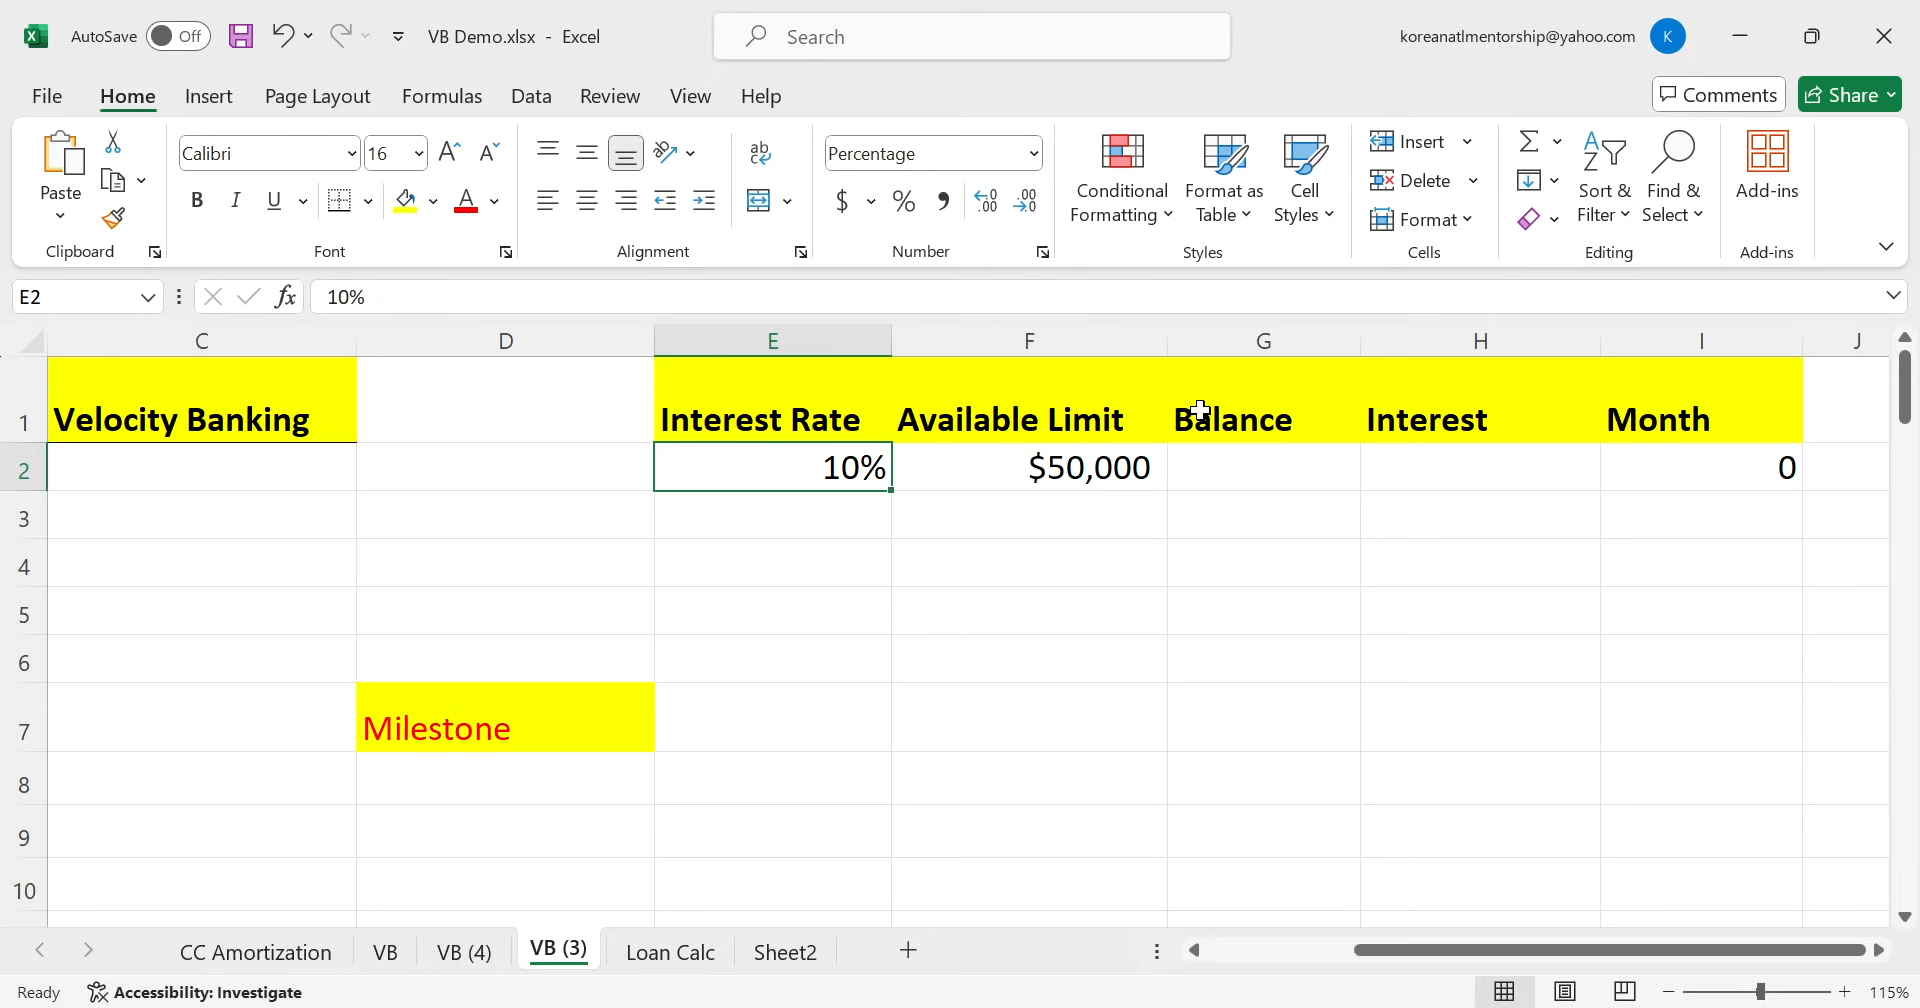 AutoSave Off VB Demo.xlsx - Excel Search koreanatlmentorship@yahoo.com K
File Home Insert Page Layout Formulas Data Review View Help Comments Share
Paste
Clipboard
Calibri 16
B I U A
Font
ab
Alignment
Percentage
$ % , .00 .00
Number
Conditional Formatting
Format as Table
Cell Styles
Styles
Insert
Delete
Format
Cells
Sort & Filter
Find & Select
Editing
Add-ins
Add-ins
E2 fx 10%
C D E F G H I J
1 Velocity Banking Interest Rate Available Limit Balance Interest Month
2 10% $50,000 0
3
4
5
6
7 Milestone
8
9
10
CC Amortization VB VB (4) VB (3) Loan Calc Sheet2 +
Ready Accessibility: Investigate 115%